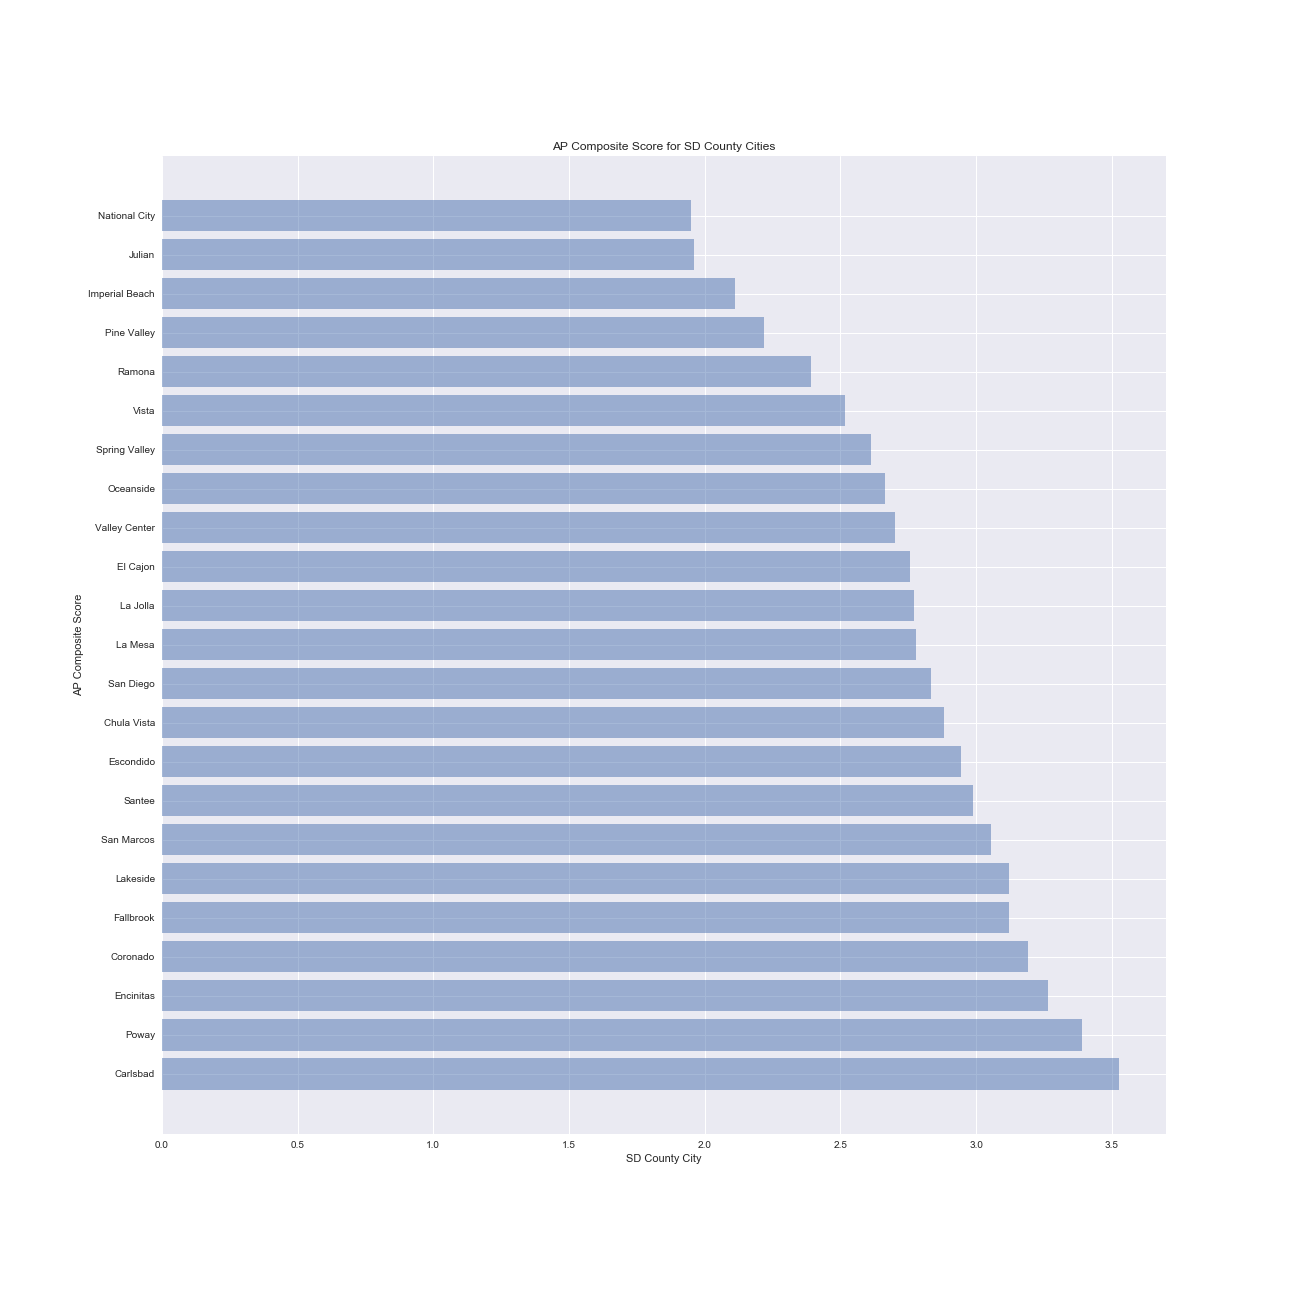 AP Composite Score for SD County Cities
National City
Julian
Imperial Beach
Pine Valley
Ramona
Vista
Spring Valley
Oceanside
Valley Center
El Cajon
La Jolla
La Mesa
San Diego
Chula Vista
Escondido
Santee
San Marcos
Lakeside
Fallbrook
Coronado
Encinitas
Poway
Carlsbad
AP Composite Score
0.0 0.5 1.0 1.5 2.0 2.5 3.0 3.5
SD County City